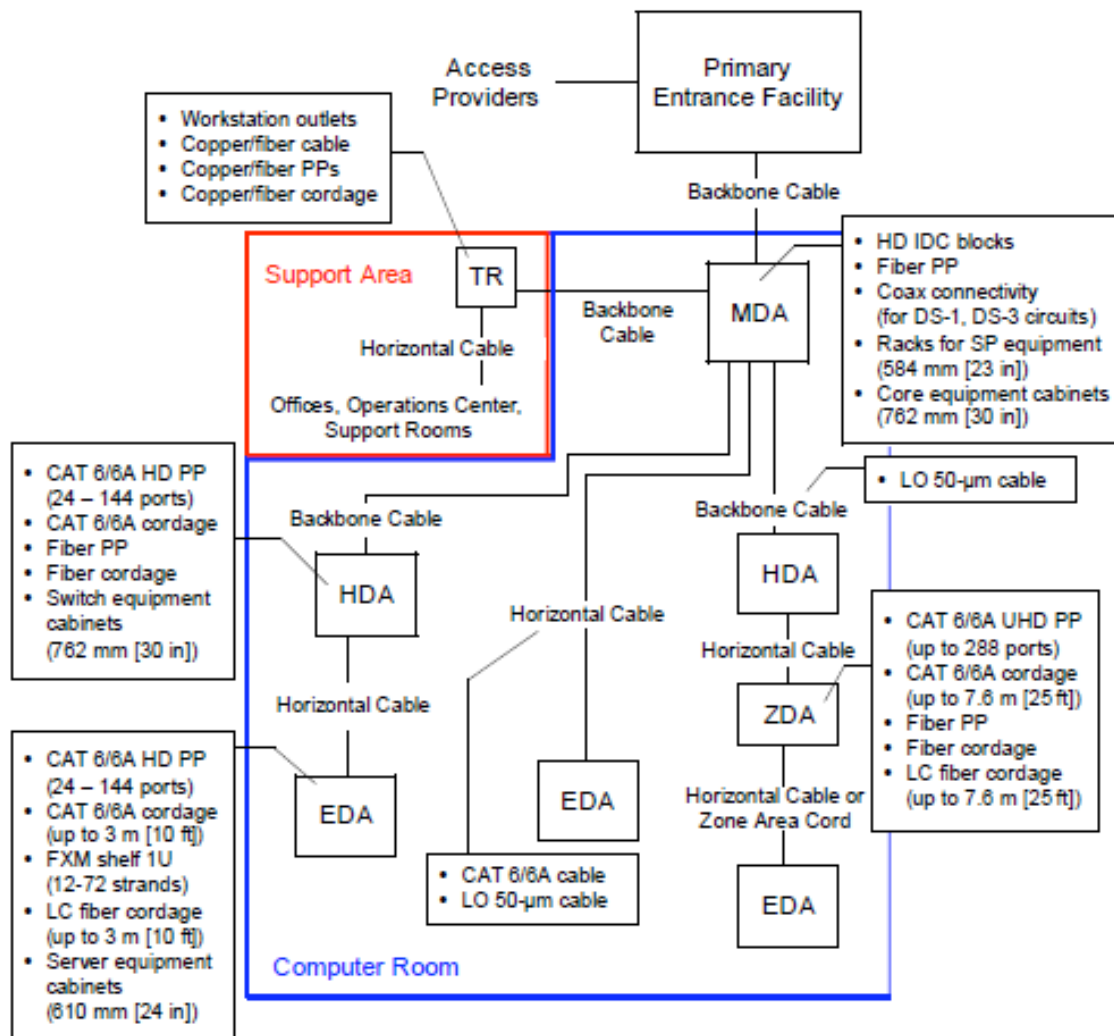 Access
Providers
Primary
Entrance Facility
• Workstation outlets
• Copper/fiber cable
• Copper/fiber PPs
• Copper/fiber cordage
Backbone Cable
Support Area
TR
Backbone
Cable
MDA
• HD IDC blocks
• Fiber PP
• Coax connectivity
(for DS-1, DS-3 circuits)
• Racks for SP equipment
(584 mm [23 in])
• Core equipment cabinets
(762 mm [30 in])
Horizontal Cable
Offices, Operations Center,
Support Rooms
• CAT 6/6A HD PP
(24 – 144 ports)
• CAT 6/6A cordage
• Fiber PP
• Fiber cordage
• Switch equipment
cabinets
(762 mm [30 in])
• LO 50-µm cable
Backbone Cable
Backbone Cable
HDA
HDA
Horizontal Cable
• CAT 6/6A UHD PP
(up to 288 ports)
• CAT 6/6A cordage
(up to 7.6 m [25 ft])
• Fiber PP
• Fiber cordage
• LC fiber cordage
(up to 7.6 m [25 ft])
Horizontal Cable
ZDA
Horizontal Cable
• CAT 6/6A HD PP
(24 – 144 ports)
• CAT 6/6A cordage
(up to 3 m [10 ft])
• FXM shelf 1U
(12-72 strands)
• LC fiber cordage
(up to 3 m [10 ft])
• Server equipment
cabinets
(610 mm [24 in])
EDA
EDA
Horizontal Cable or
Zone Area Cord
• CAT 6/6A cable
• LO 50-µm cable
EDA
Computer Room